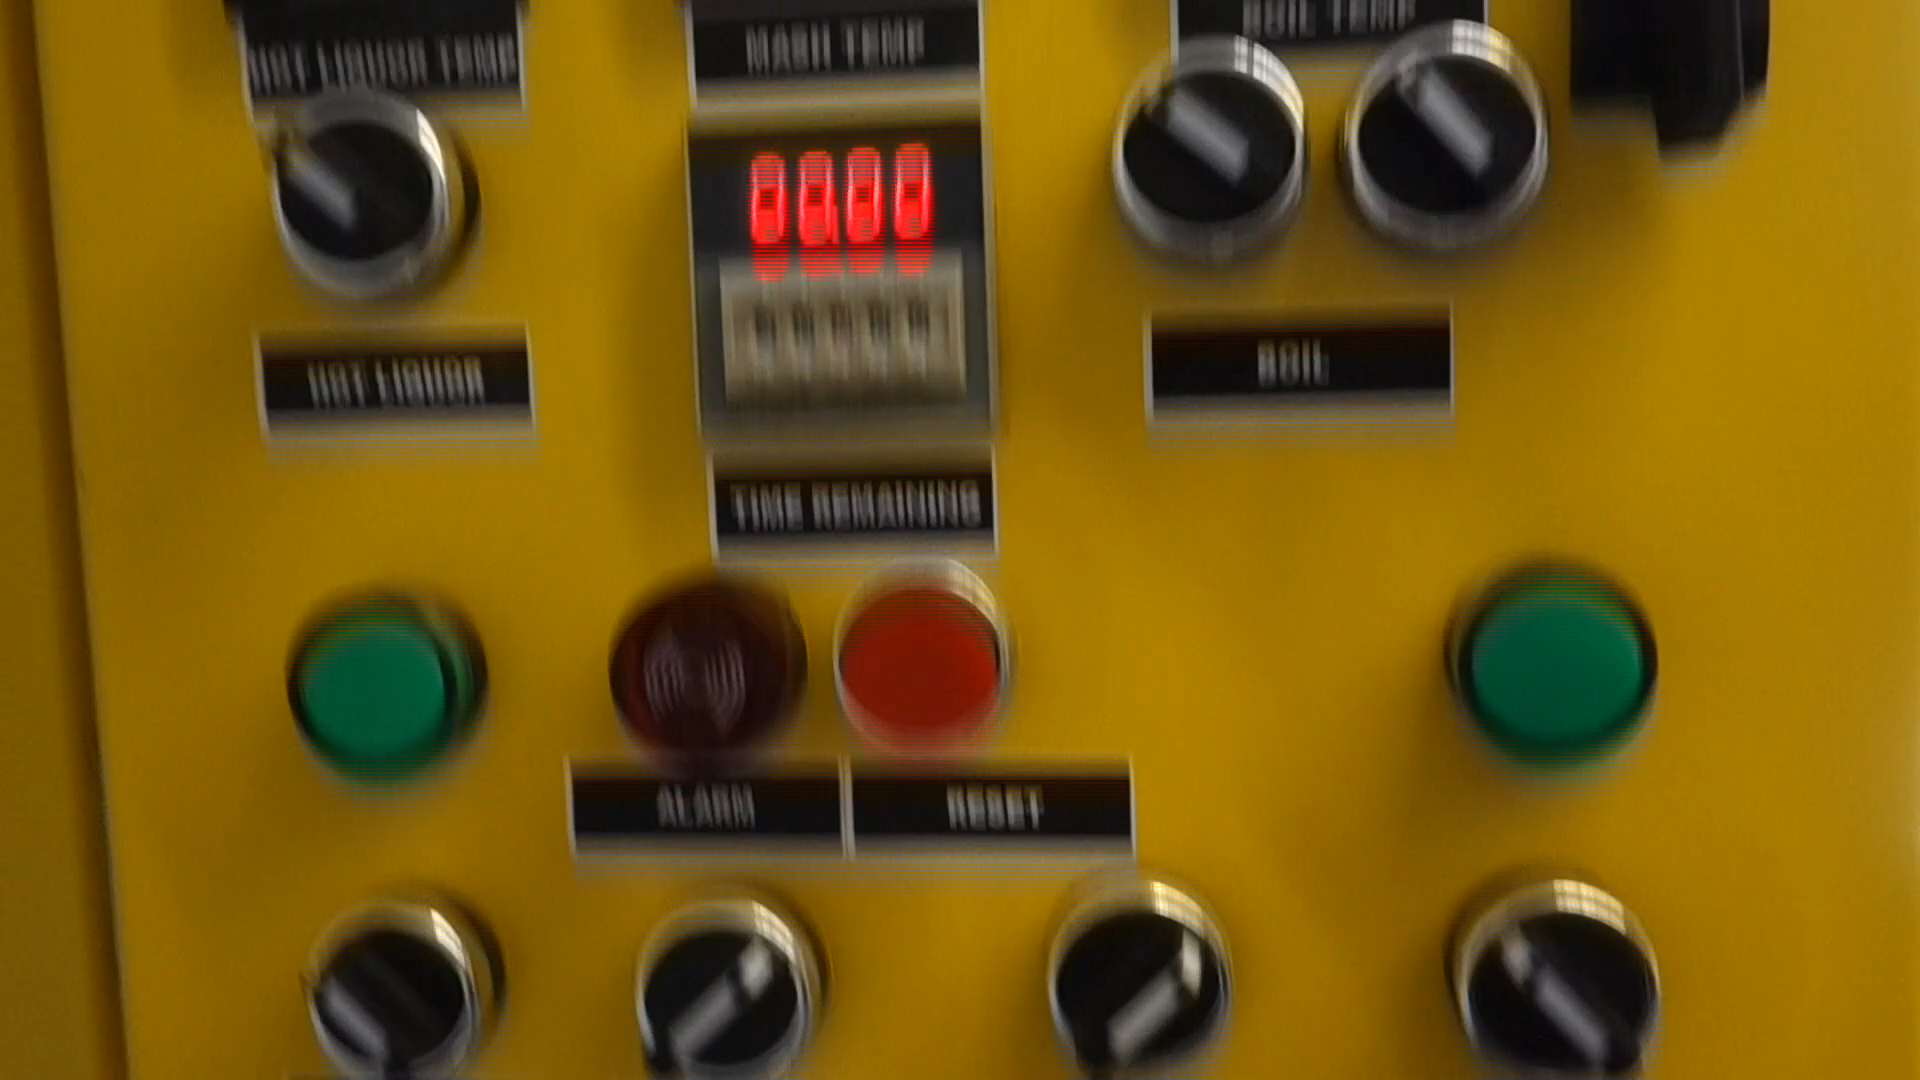 HOT LIQUOR TEMP
MASH TEMP
BOIL TEMP
HOT LIQUOR
BOIL
TIME REMAINING
ALARM
RESET